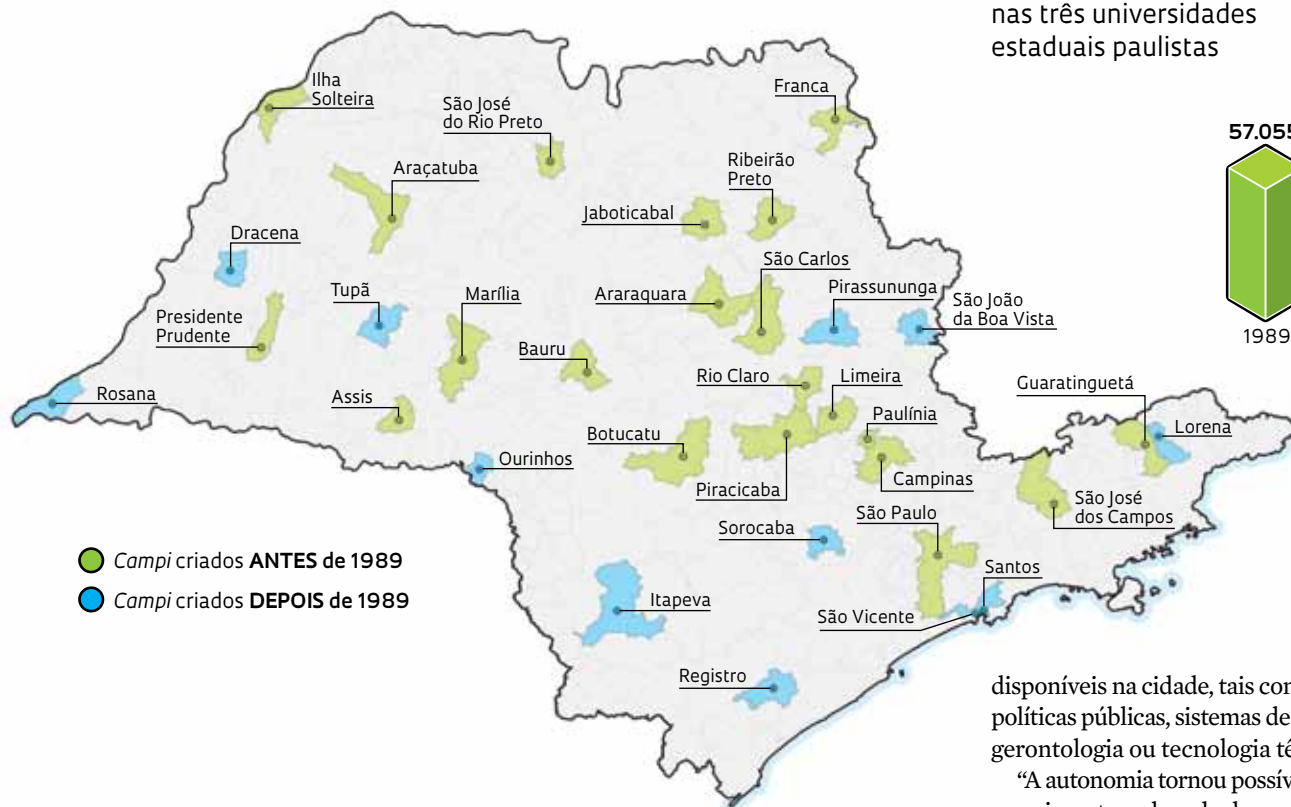 nas três universidades
estaduais paulistas
57.055
1989
Ilha
Solteira
São José
do Rio Preto
Franca
Araçatuba
Ribeirão
Preto
Jaboticabal
Dracena
São Carlos
Tupã
Marília
Araraquara
Pirassununga
São João
da Boa Vista
Presidente
Prudente
Bauru
Rio Claro
Limeira
Guaratinguetá
Rosana
Assis
Paulínia
Lorena
Botucatu
Ourinhos
Campinas
Piracicaba
São José
dos Campos
Sorocaba
São Paulo
Santos
Itapeva
São Vicente
Registro
Campi criados ANTES de 1989
Campi criados DEPOIS de 1989
disponíveis na cidade, tais
políticas públicas, sistemas de
gerontologia ou tecnologia
“A autonomia tornou